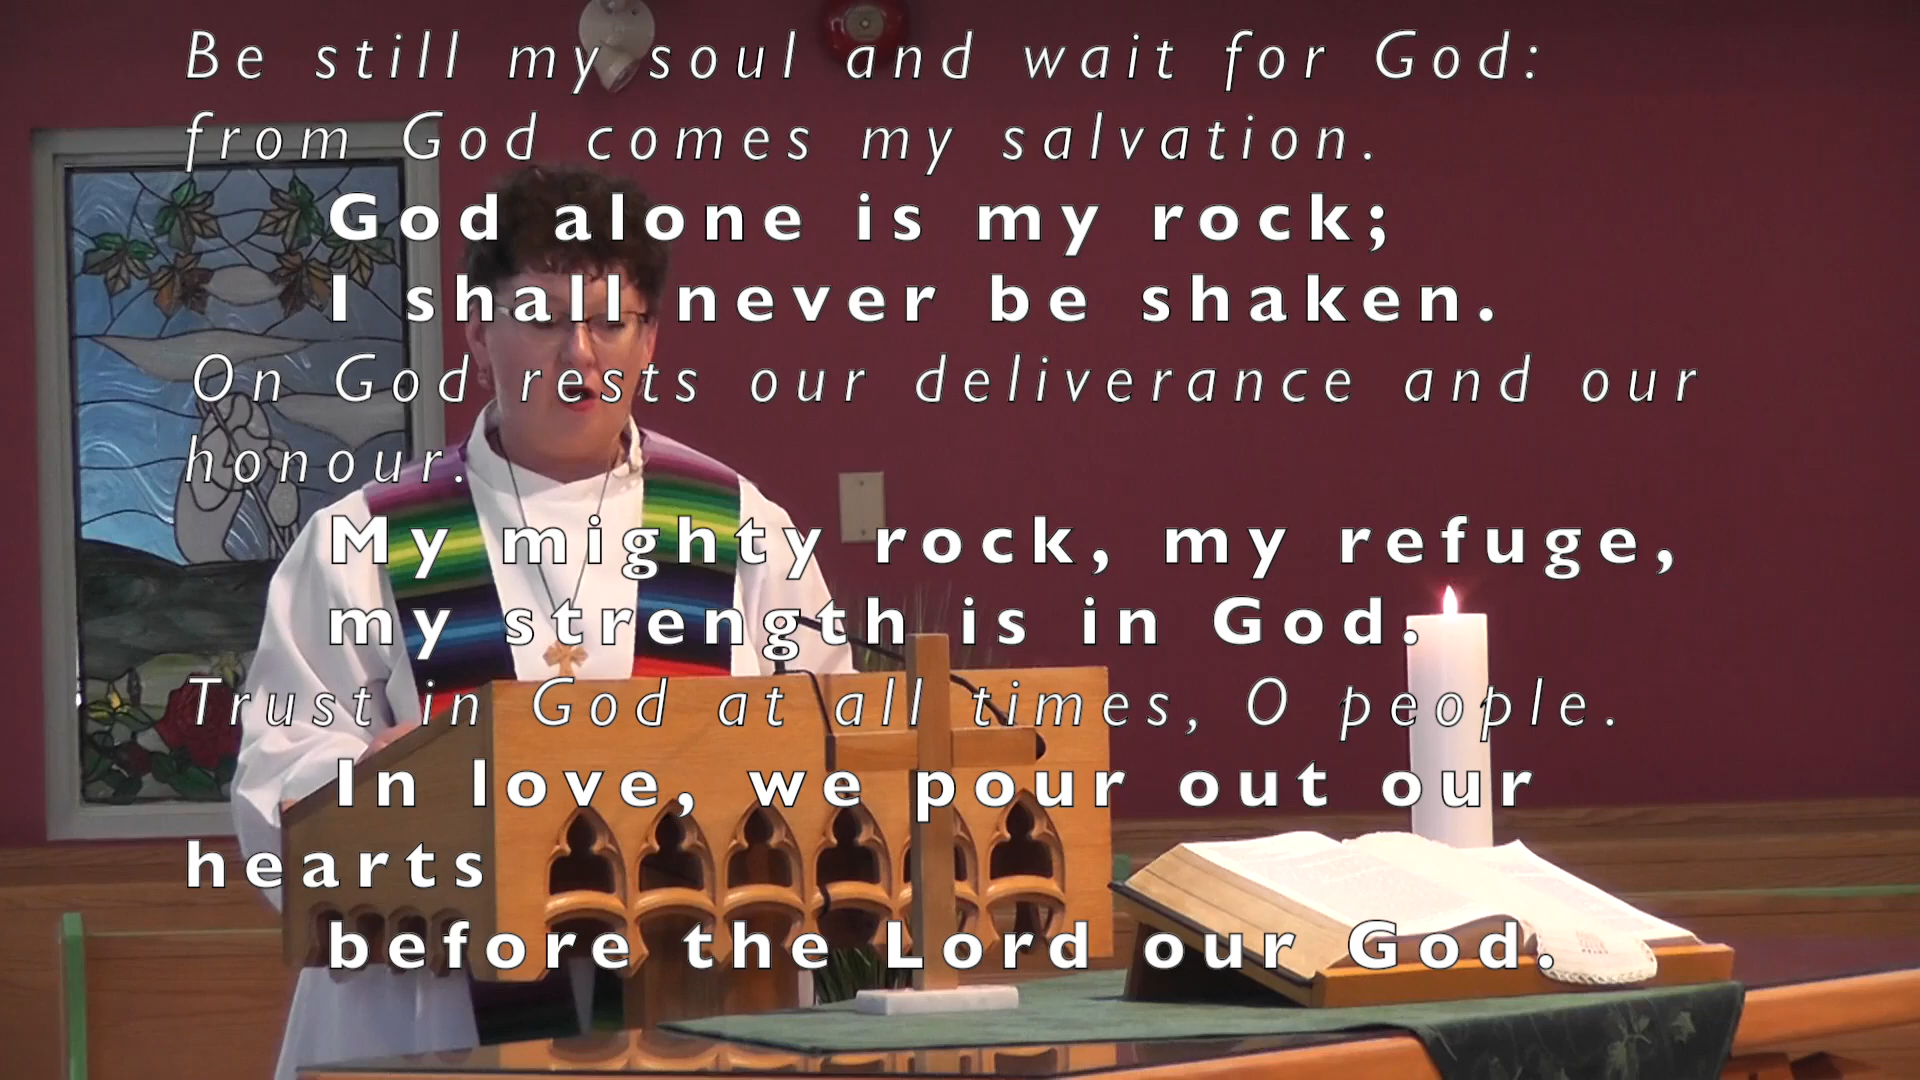 Be still my soul and wait for God:
from God comes my salvation.
God alone is my rock;
I shall never be shaken.
On God rests our deliverance and our
honour.
My mighty rock, my refuge,
my strength is in God.
Trust in God at all times, O people.
In love, we pour out our
hearts
before the Lord our God.